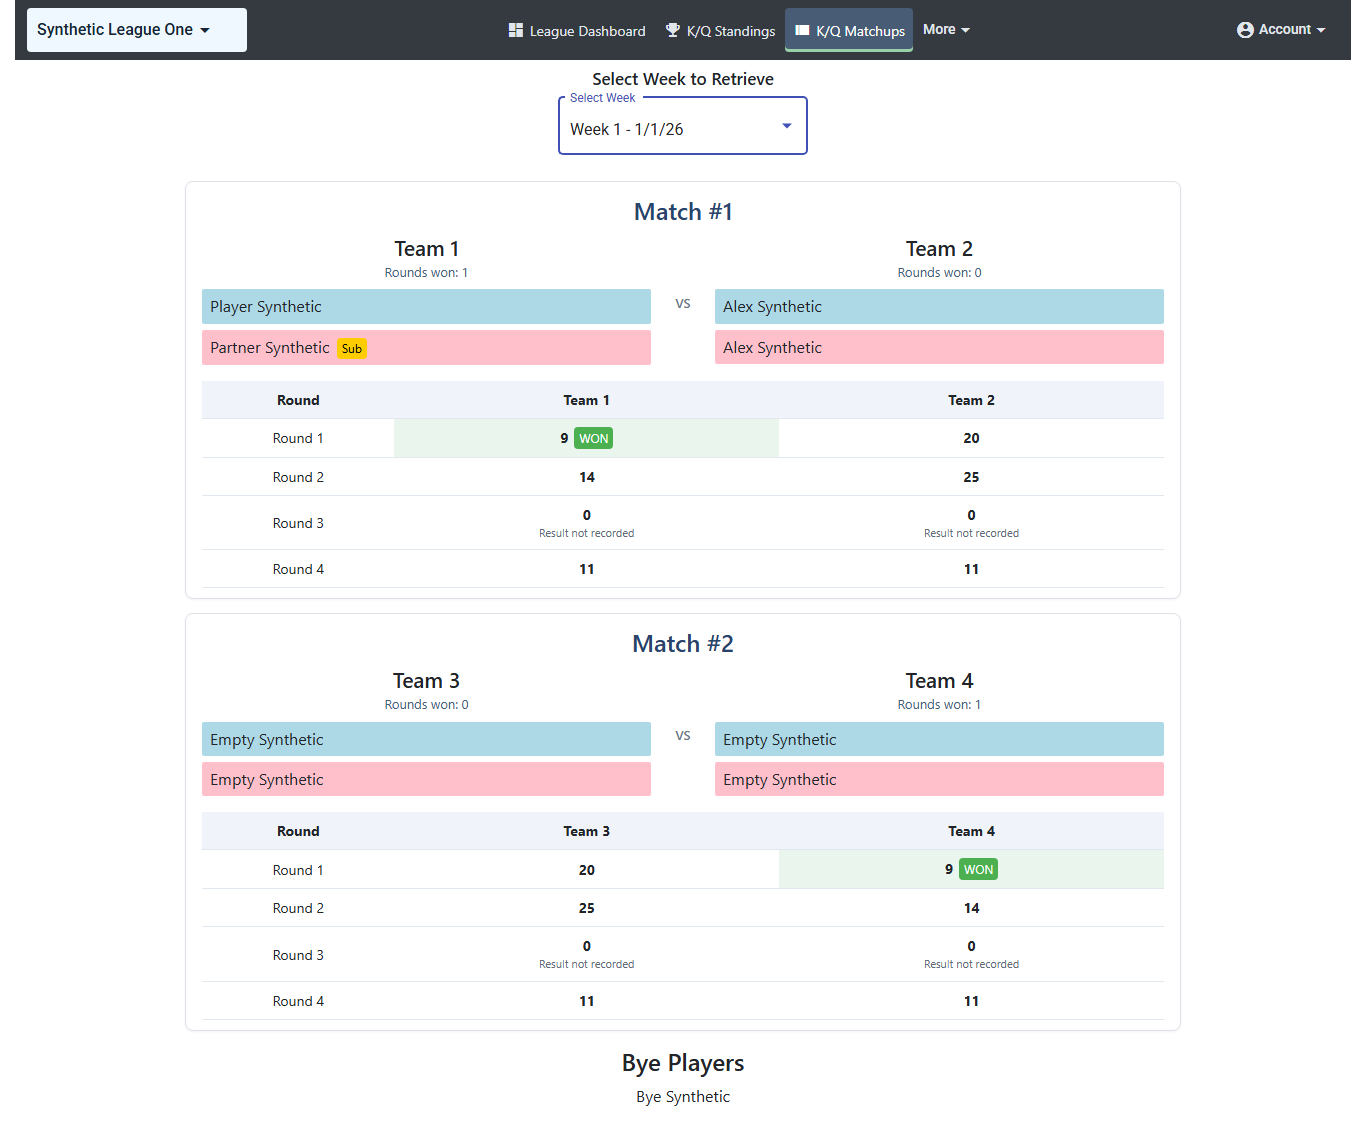 Synthetic League One
League Dashboard
K/Q Standings
K/Q Matchups
More
Account
Select Week to Retrieve
Select Week
Week 1 - 1/1/26
Match #1
Team 1
Rounds won: 1
Player Synthetic
Partner Synthetic Sub
VS
Team 2
Rounds won: 0
Alex Synthetic
Alex Synthetic
Round Team 1 Team 2
Round 1 9 WON 20
Round 2 14 25
Round 3 0 0
Result not recorded Result not recorded
Round 4 11 11
Match #2
Team 3
Rounds won: 0
Empty Synthetic
Empty Synthetic
VS
Team 4
Rounds won: 1
Empty Synthetic
Empty Synthetic
Round Team 3 Team 4
Round 1 20 9 WON
Round 2 25 14
Round 3 0 0
Result not recorded Result not recorded
Round 4 11 11
Bye Players
Bye Synthetic